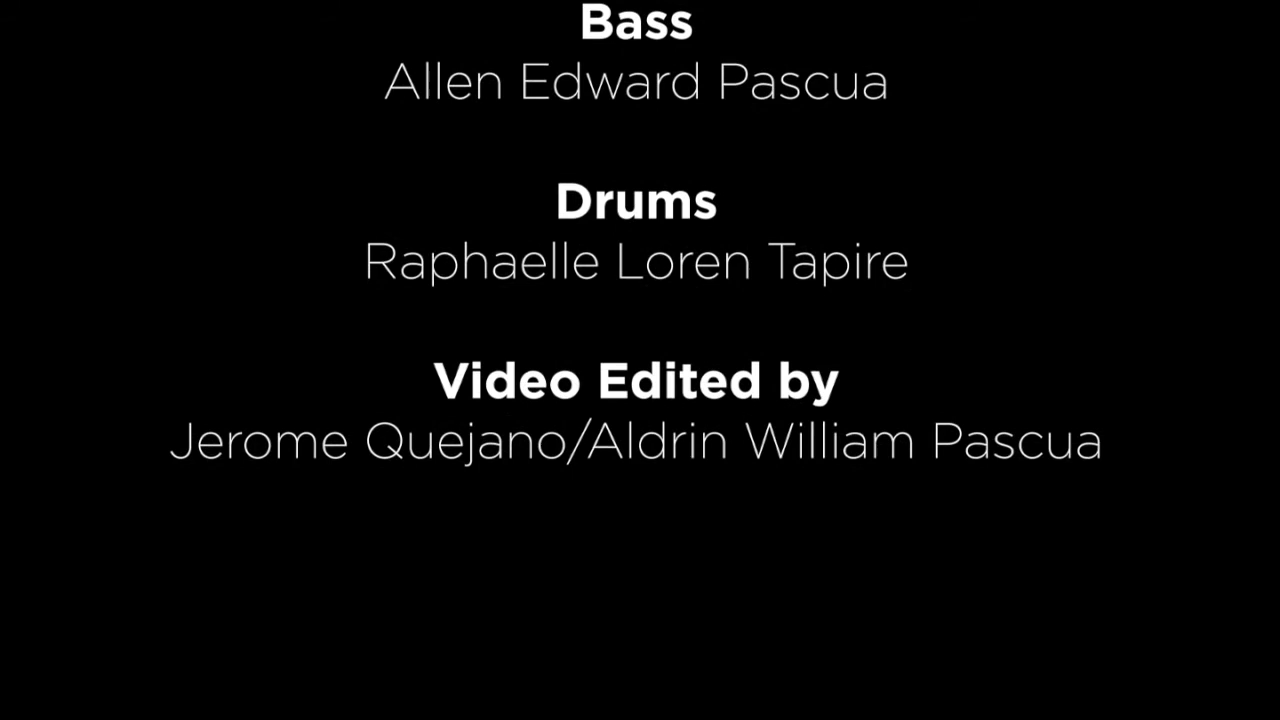 Bass
Allen Edward Pascua
Drums
Raphaelle Loren Tapire
Video Edited by
Jerome Quejano/Aldrin William Pascua